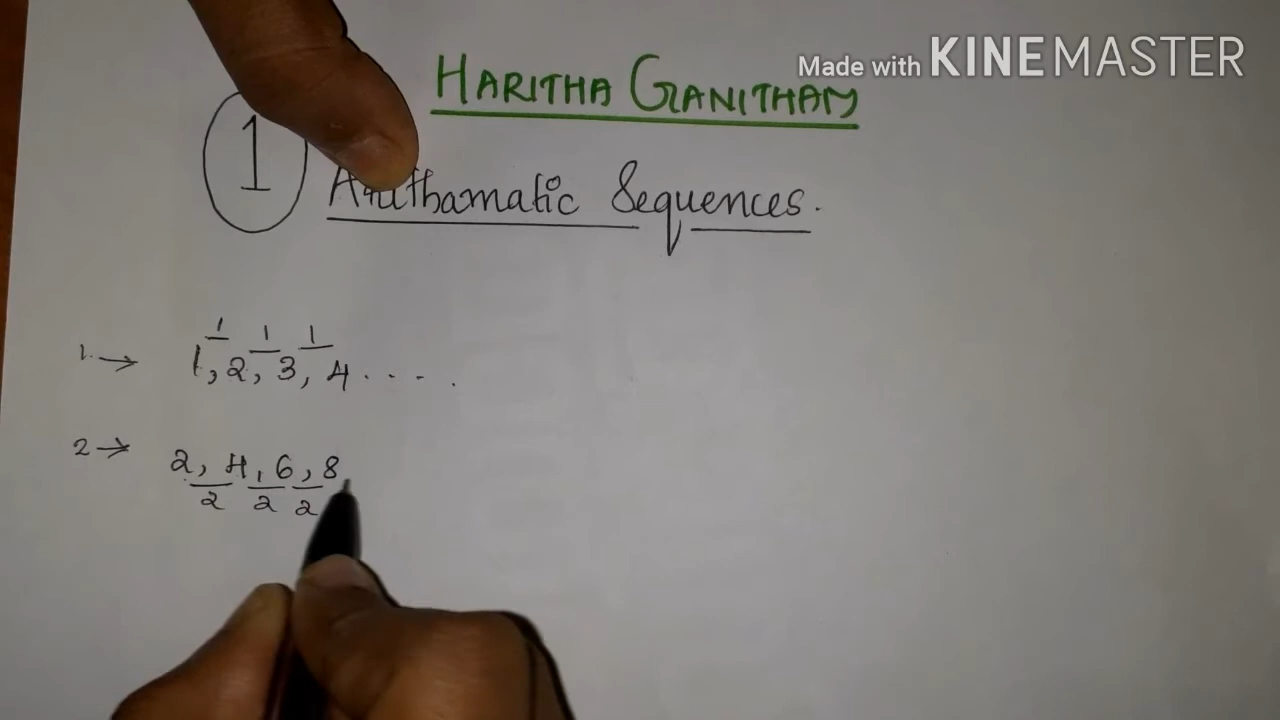 Made with KINEMASTER
HARITHA GANITHAM
1
Arithamatic Sequences.
1 1 1
1. → 1, 2, 3, 4 . . . . .
2 → 2, 4, 6, 8
2 2 2